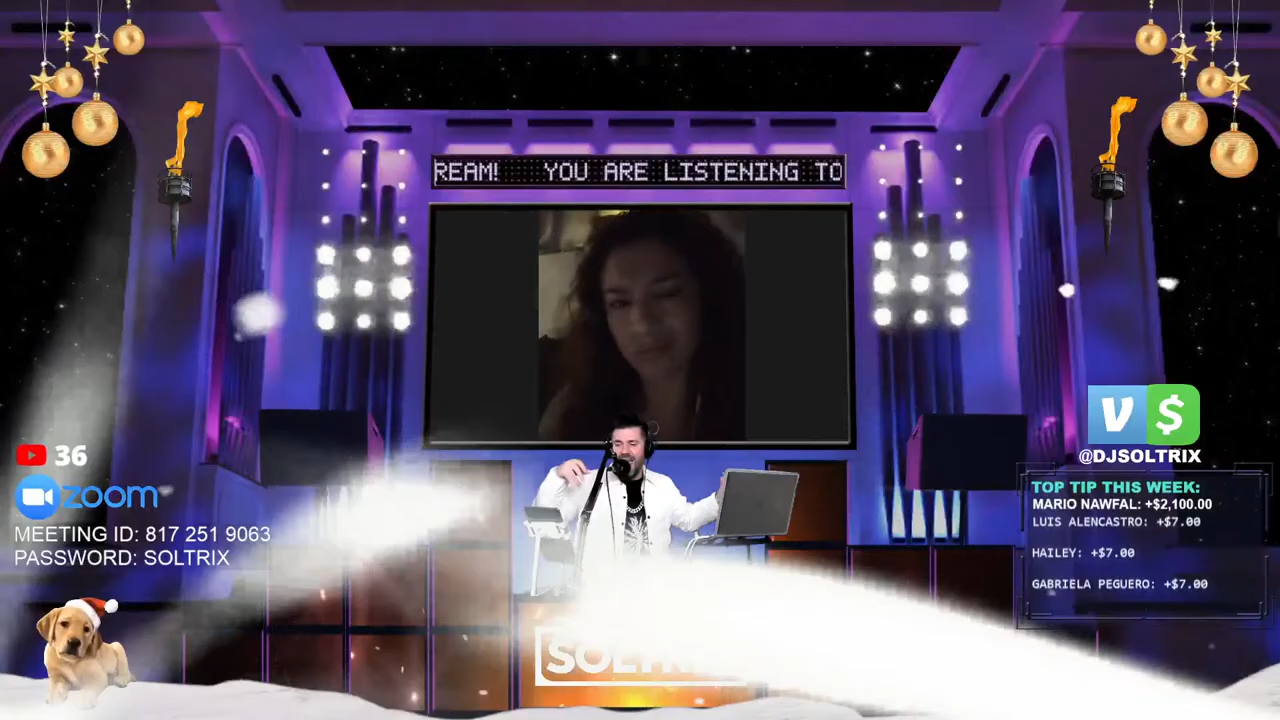 REAM! YOU ARE LISTENING TO
36
zoom
MEETING ID: 817 251 9063
PASSWORD: SOLTRIX
V $
@DJSOLTRIX
TOP TIP THIS WEEK:
MARIO NAWFAL: +$2,100.00
LUIS ALENCASTRO: +$7.00
HAILEY: +$7.00
GABRIELA PEGUERO: +$7.00